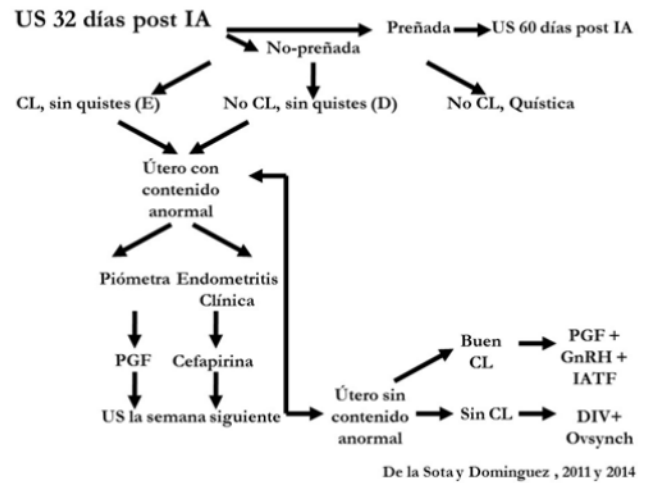 US 32 días post IA
Preñada
US 60 días post IA
No-preñada
CL, sin quistes (E)
No CL, sin quistes (D)
No CL, Quística
Útero con
contenido
anormal
Piómetra
Endometritis
Clínica
PGF
Cefapirina
US la semana siguiente
Útero sin
contenido
anormal
Buen
CL
PGF +
GnRH +
IATF
Sin CL
DIV+
Ovsynch
De la Sota y Dominguez , 2011 y 2014